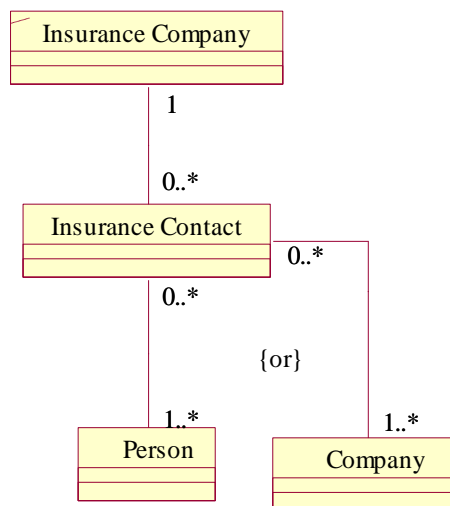 Insurance Company
1
0..*
Insurance Contact
0..*
0..*
{or}
1..*
1..*
Person
Company